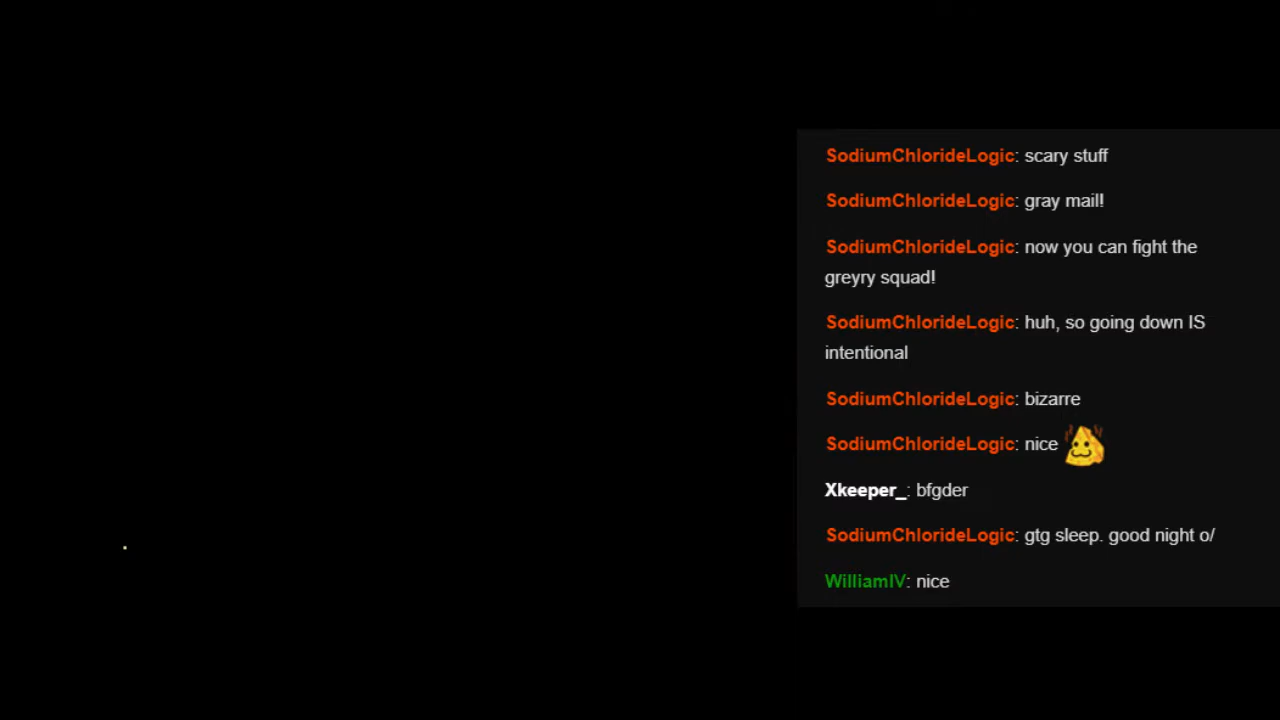 SodiumChlorideLogic: scary stuff
SodiumChlorideLogic: gray mail!
SodiumChlorideLogic: now you can fight the
greyry squad!
SodiumChlorideLogic: huh, so going down IS
intentional
SodiumChlorideLogic: bizarre
SodiumChlorideLogic: nice
Xkeeper_: bfgder
SodiumChlorideLogic: gtg sleep. good night o/
WilliamIV: nice